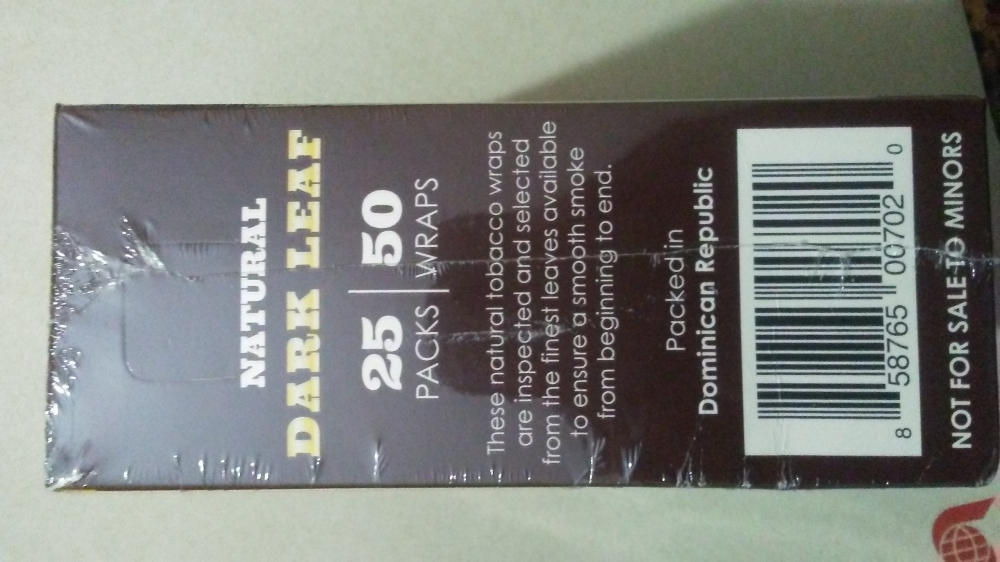 NATURAL
DARK LEAF
25 | 50
PACKS | WRAPS
These natural tobacco wraps
are inspected and selected
from the finest leaves available
to ensure a smooth smoke
from beginning to end.
Packed in
Dominican Republic
8 58765 00702 0
NOT FOR SALE TO MINORS